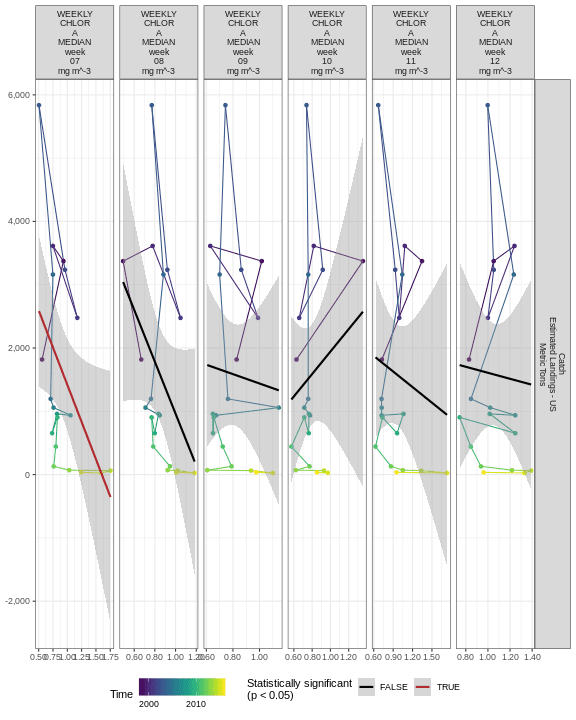 WEEKLY
CHLOR
A
MEDIAN
week
07
mg m^-3
WEEKLY
CHLOR
A
MEDIAN
week
08
mg m^-3
WEEKLY
CHLOR
A
MEDIAN
week
09
mg m^-3
WEEKLY
CHLOR
A
MEDIAN
week
10
mg m^-3
WEEKLY
CHLOR
A
MEDIAN
week
11
mg m^-3
WEEKLY
CHLOR
A
MEDIAN
week
12
mg m^-3
6,000
4,000
2,000
0
-2,000
Catch
Estimated Landings - US
Metric Tons
0.50 0.75 1.00 1.25 1.50 1.75
0.60 0.80 1.00 1.20
0.60 1.00
0.60 0.80 1.00 1.20
0.60 0.90 1.20 1.50
0.80 1.00 1.20 1.40
Time
2000 2010
Statistically significant
(p < 0.05)
FALSE
TRUE